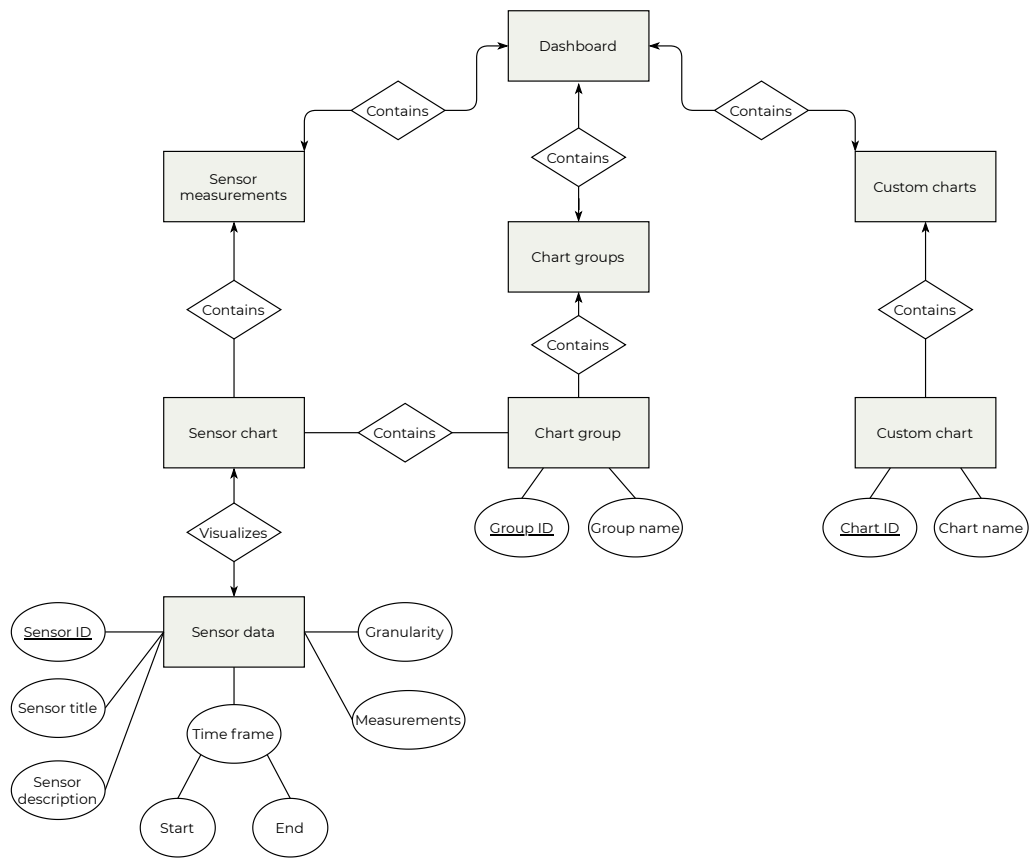 Dashboard
Contains
Contains
Contains
Sensor
measurements
Custom charts
Chart groups
Contains
Contains
Contains
Sensor chart
Contains
Chart group
Custom chart
Visualizes
Group ID
Group name
Chart ID
Chart name
Sensor ID
Sensor data
Granularity
Sensor title
Measurements
Time frame
Sensor
description
Start
End